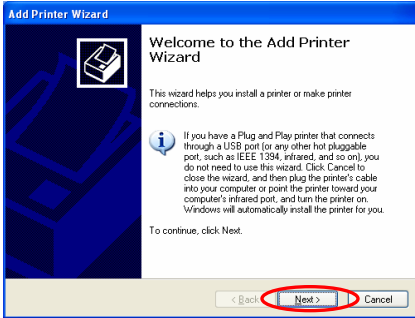 Add Printer Wizard
Welcome to the Add Printer
Wizard
This wizard helps you install a printer or make printer
connections.
If you have a Plug and Play printer that connects
through a USB port (or any other hot pluggable
port, such as IEEE 1394, infrared, and so on), you
do not need to use this wizard. Click Cancel to
close the wizard, and then plug the printer's cable
into your computer or point the printer toward your
computer's infrared port, and turn the printer on.
Windows will automatically install the printer for you.
To continue, click Next.
< Back Next > Cancel